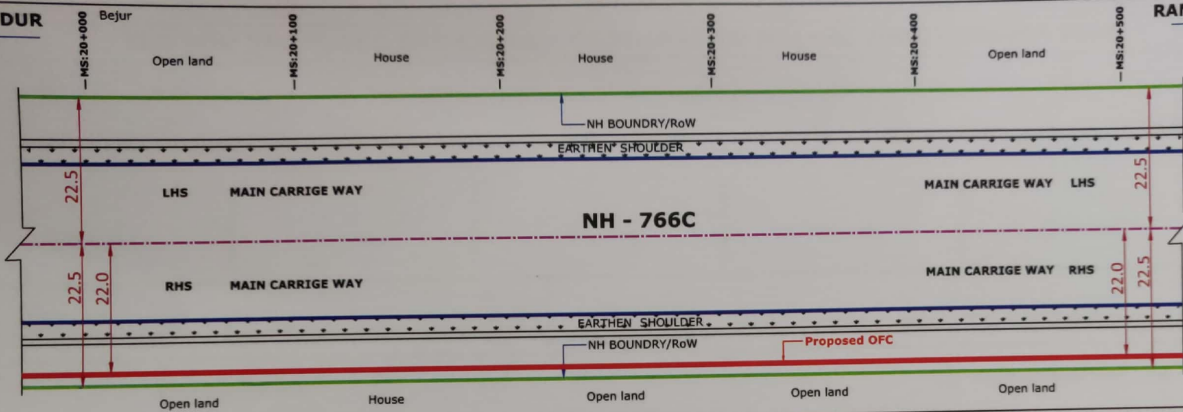 DUR
Bejur
MS:20+000
MS:20+100
MS:20+200
MS:20+300
MS:20+400
MS:20+500
RAM
Open land
House
House
House
Open land
NH BOUNDRY/RoW
EARTHEN SHOULDER
22.5
LHS MAIN CARRIGE WAY
MAIN CARRIGE WAY LHS
22.5
NH - 766C
22.5
22.0
RHS MAIN CARRIGE WAY
MAIN CARRIGE WAY RHS
22.0
22.5
EARTHEN SHOULDER
NH BOUNDRY/RoW
Proposed OFC
Open land
House
Open land
Open land
Open land